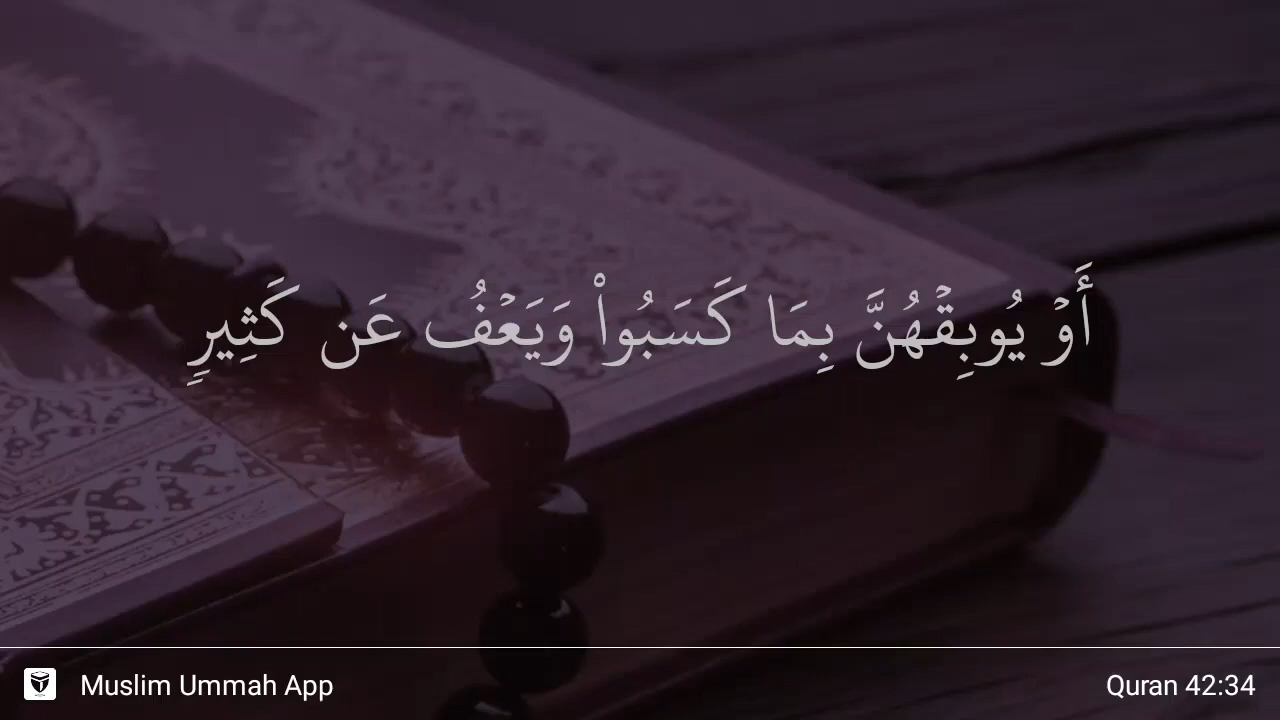 أَوۡ يُوبِقۡهُنَّ بِمَا كَسَبُواْ وَيَعۡفُ عَن كَثِيرٖ
Muslim Ummah App
Quran 42:34